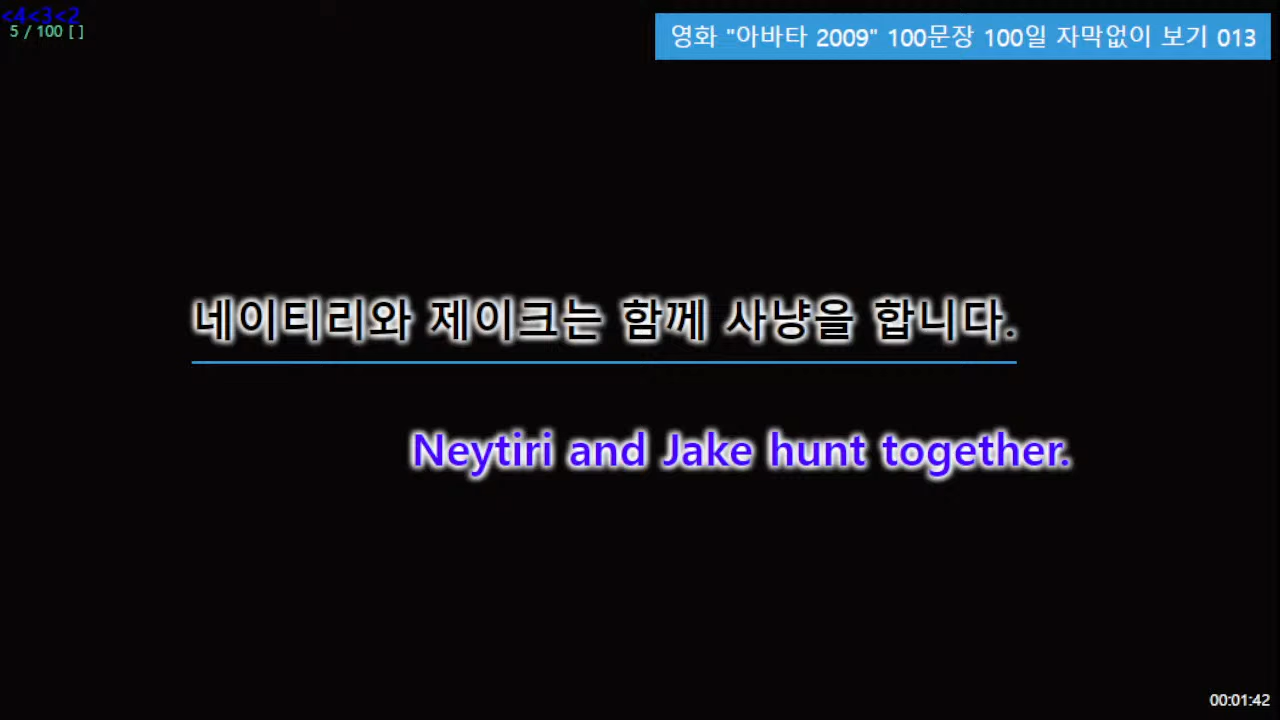 <4<3<2
5 / 100 [ ]
영화 "아바타 2009" 100문장 100일 자막없이 보기 013
네이티리와 제이크는 함께 사냥을 합니다.
Neytiri and Jake hunt together.
00:01:42